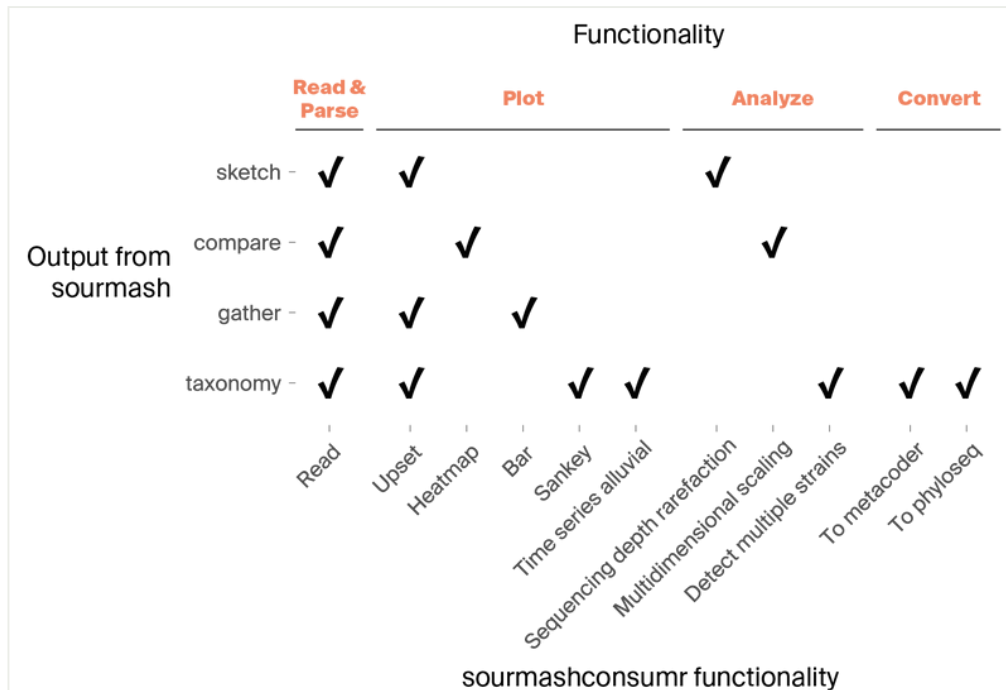 Functionality
Read &
Parse
Plot
Analyze
Convert
sketch
compare
Output from
sourmash
gather
taxonomy
Read
Upset
Heatmap
Bar
Sankey
Time series alluvial
Sequencing depth rarefaction
Multidimensional scaling
Detect multiple strains
To metacoder
To phyloseq
sourmashconsumr functionality